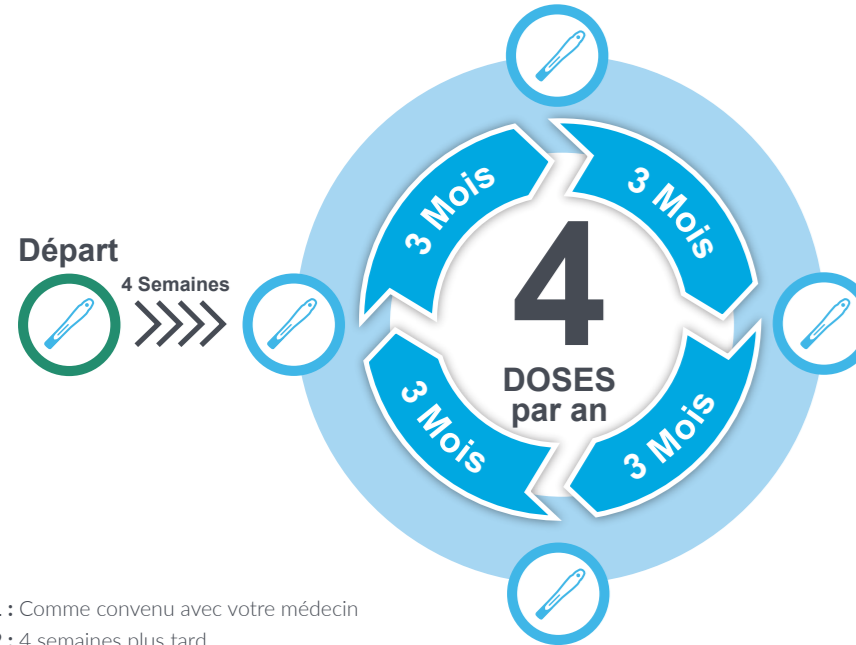 3 Mois
3 Mois
Départ
4 Semaines
4
DOSES
par an
3 Mois
3 Mois
: Comme convenu avec votre médecin
: 4 semaines plus tard